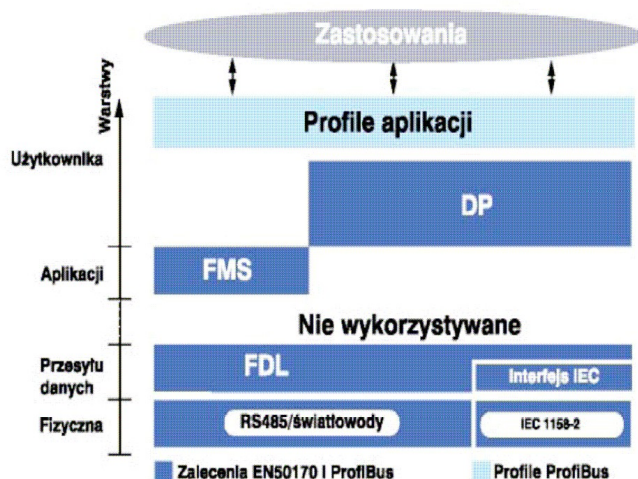 Zastosowania
Warstwy
Profile aplikacji
Użytkownika
DP
Aplikacji
FMS
Nie wykorzystywane
Przesyłu
danych
FDL
Interfejs IEC
Fizyczna
RS485/światłowody
IEC 1158-2
Zalecenia EN50170 I ProfiBus
Profile ProfiBus